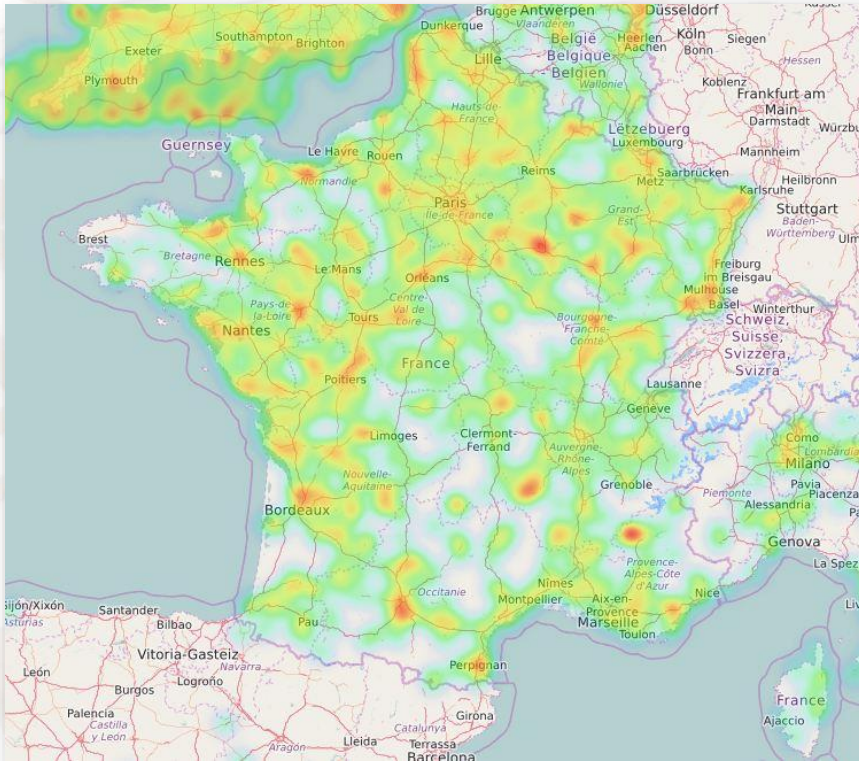 Brugge
Antwerpen
Düsseldorf
Dunkerque
Vlaanderen
Köln
Siegen
Hessen
Southampton
Exeter
Brighton
België
Belgique
Belgien
Heerlen
Aachen
Bonn
Lille
Wallonie
Koblenz
Plymouth
Frankfurt am
Main
Darmstadt
Hauts-de-
France
Lëtzebuerg
Luxembourg
Guernsey
Le Havre
Rouen
Mannheim
Normandie
Reims
Metz
Saarbrücken
Heilbronn
Karlsruhe
Paris
Île-de-France
Grand-
Est
Stuttgart
Baden-
Württemberg
Brest
Bretagne
Rennes
Le Mans
Orléans
Freiburg
im Breisgau
Mulhouse
Basel
Pays-de-
la-Loire
Centre-
Val de
Loire
Tours
Nantes
Bourgogne-
Franche-
Comté
Winterthur
Schweiz,
Suisse,
Svizzera,
Svizra
France
Poitiers
Lausanne
Genève
Limoges
Clermont-
Ferrand
Auvergne-
Rhône-
Alpes
Como
Lombardia
Milano
Nouvelle-
Aquitaine
Grenoble
Piemonte
Pavia
Piacenza
Alessandria
Bordeaux
Genova
Provence-
Alpes-Côte
d'Azur
La Spez
Occitanie
Nîmes
Montpellier
Aix-en-
Provence
Marseille
Nice
Toulon
Pau
Gijón/Xixón
Asturias
Santander
Bilbao
Vitoria-Gasteiz
Navarra
Perpignan
León
Logroño
Burgos
Girona
France
Ajaccio
Palencia
Castilla
y León
Catalunya
Lleida
Terrassa
Aragón
Barcelona